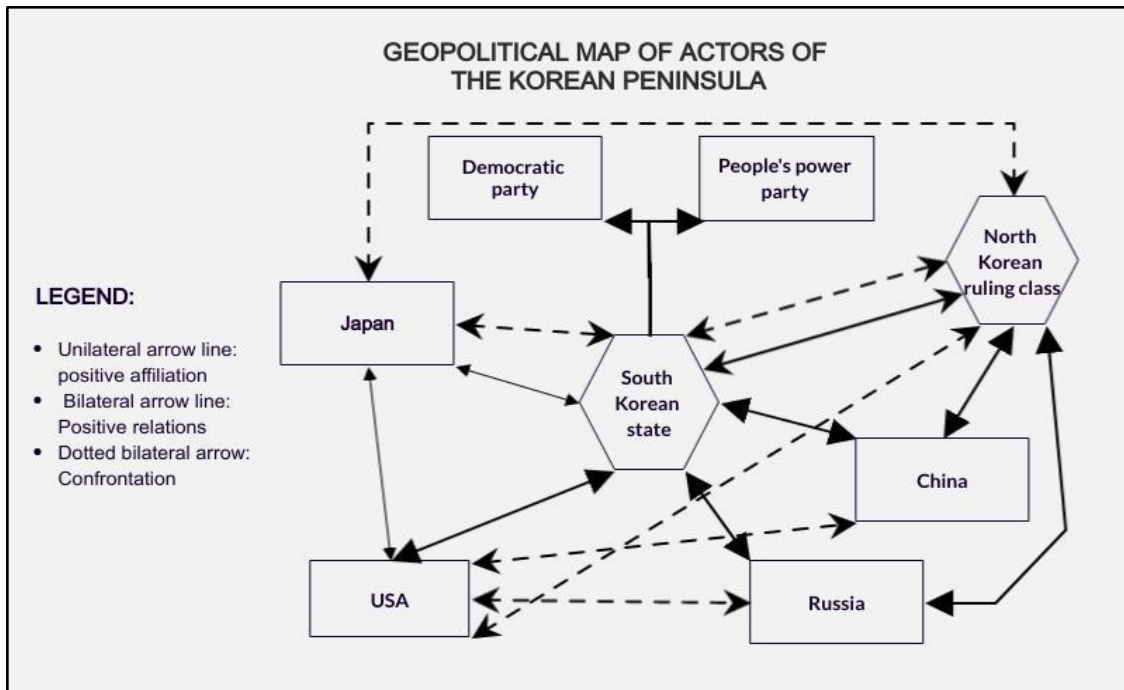 GEOPOLITICAL MAP OF ACTORS OF
THE KOREAN PENINSULA
Democratic
party
People's power
party
North
Korean
ruling class
LEGEND:
• Unilateral arrow line:
positive affiliation
• Bilateral arrow line:
Positive relations
• Dotted bilateral arrow:
Confrontation
Japan
South
Korean
state
China
USA
Russia